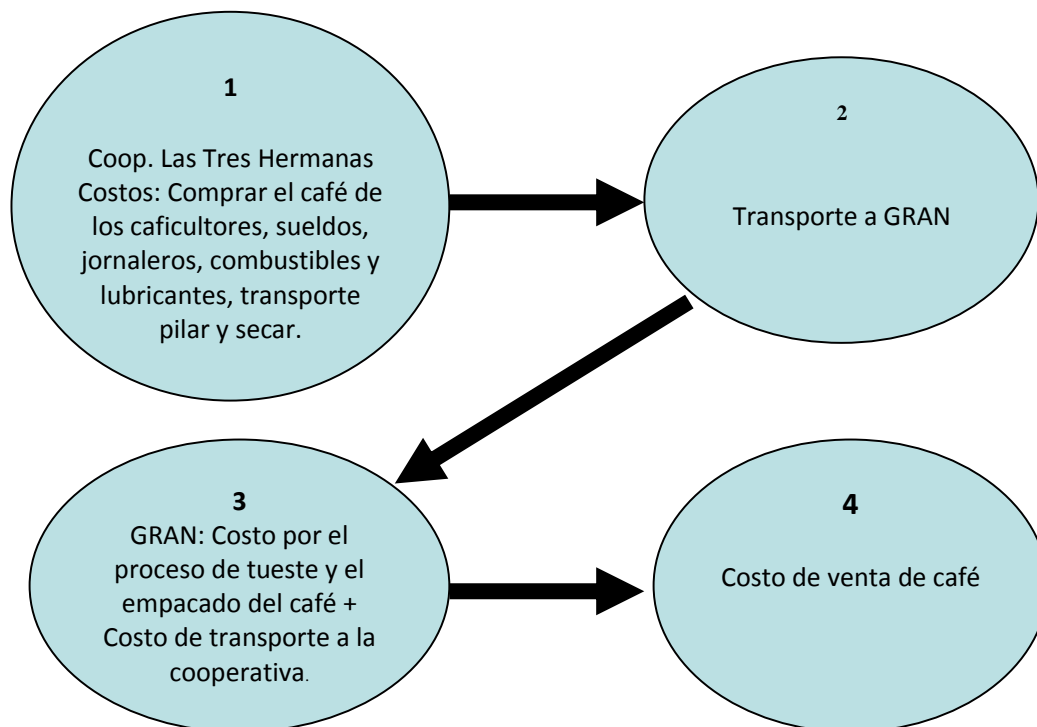 1
Coop. Las Tres Hermanas
Costos: Comprar el café de
los caficultores, sueldos,
jornaleros, combustibles y
lubricantes, transporte
pilar y secar.
2
Transporte a GRAN
3
GRAN: Costo por el
proceso de tueste y el
empacado del café +
Costo de transporte a la
cooperativa.
4
Costo de venta de café